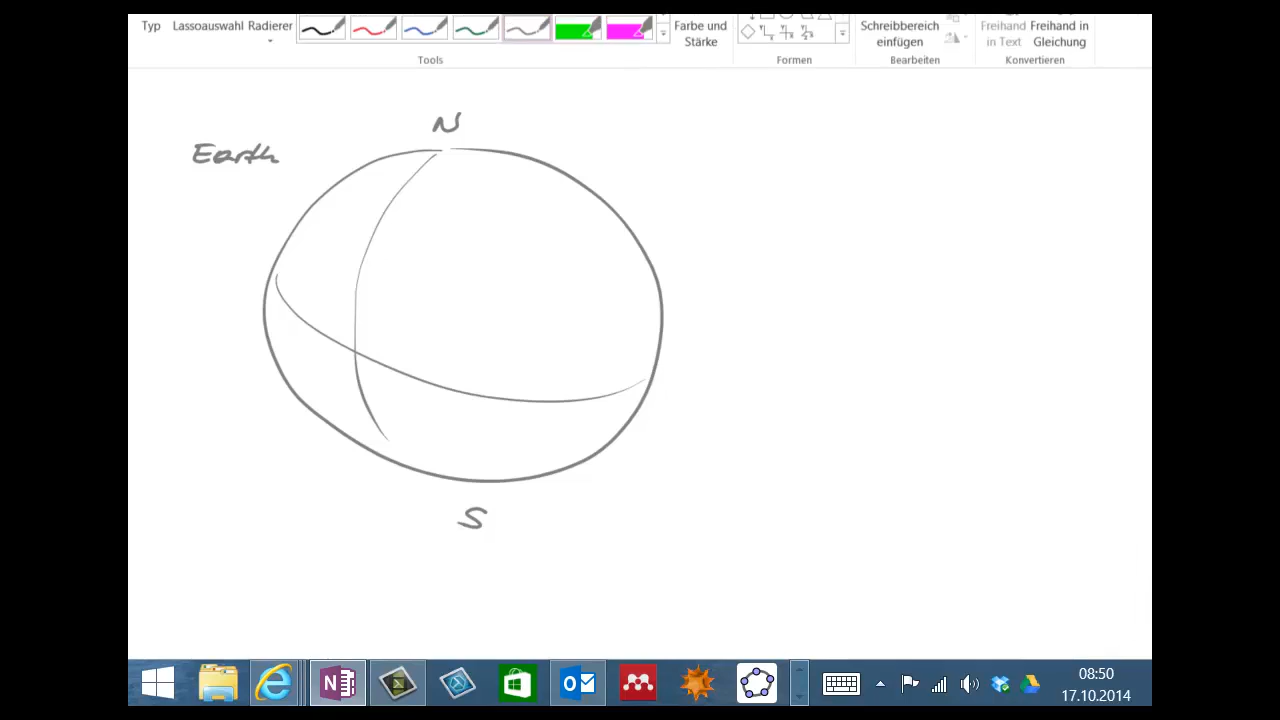 Typ Lassoauswahl Radierer
Farbe und Stärke
Schreibbereich einfügen
Freihand in Text
Freihand in Gleichung
Tools
Formen
Bearbeiten
Konvertieren
N
Earth
S
08:50
17.10.2014